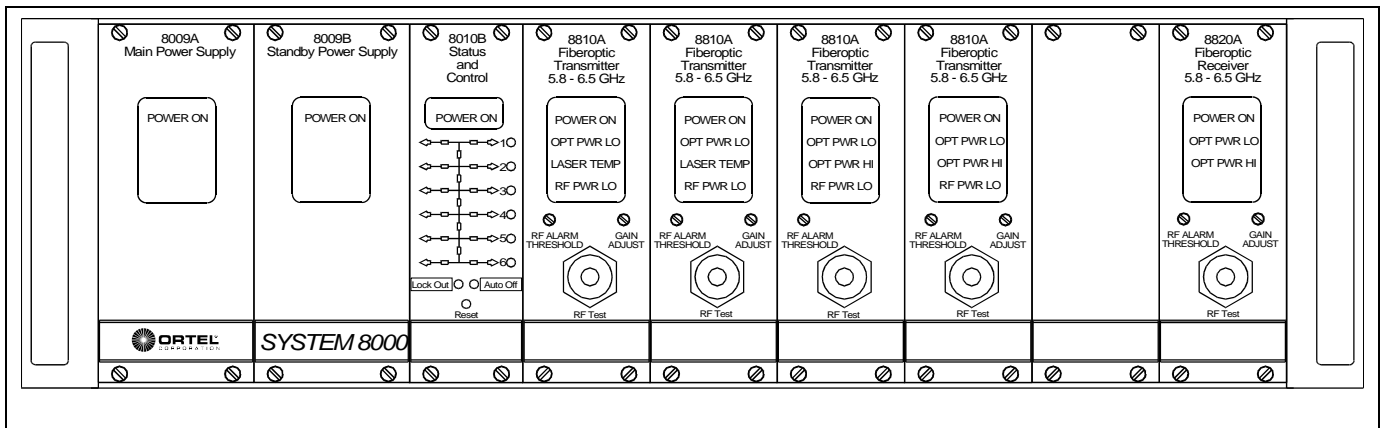 8009A
Main Power Supply
POWER ON
ORTEL
CORPORATION
8009B
Standby Power Supply
POWER ON
SYSTEM 8000
8010B
Status
and
Control
POWER ON
1
2
3
4
5
6
Lock Out
Auto Off
Reset
8810A
Fiberoptic
Transmitter
5.8 - 6.5 GHz
POWER ON
OPT PWR LO
LASER TEMP
RF PWR LO
RF ALARM
THRESHOLD
GAIN
ADJUST
RF Test
8810A
Fiberoptic
Transmitter
5.8 - 6.5 GHz
POWER ON
OPT PWR LO
LASER TEMP
RF PWR LO
RF ALARM
THRESHOLD
GAIN
ADJUST
RF Test
8810A
Fiberoptic
Transmitter
5.8 - 6.5 GHz
POWER ON
OPT PWR LO
OPT PWR HI
RF PWR LO
RF ALARM
THRESHOLD
RF Test
8810A
Fiberoptic
Transmitter
5.8 - 6.5 GHz
POWER ON
OPT PWR LO
OPT PWR HI
RF PWR LO
RF ALARM
THRESHOLD
GAIN
ADJUST
RF Test
8820A
Fiberoptic
Receiver
5.8 - 6.5 GHz
POWER ON
OPT PWR LO
OPT PWR HI
RF ALARM
THRESHOLD
GAIN
ADJUST
RF Test